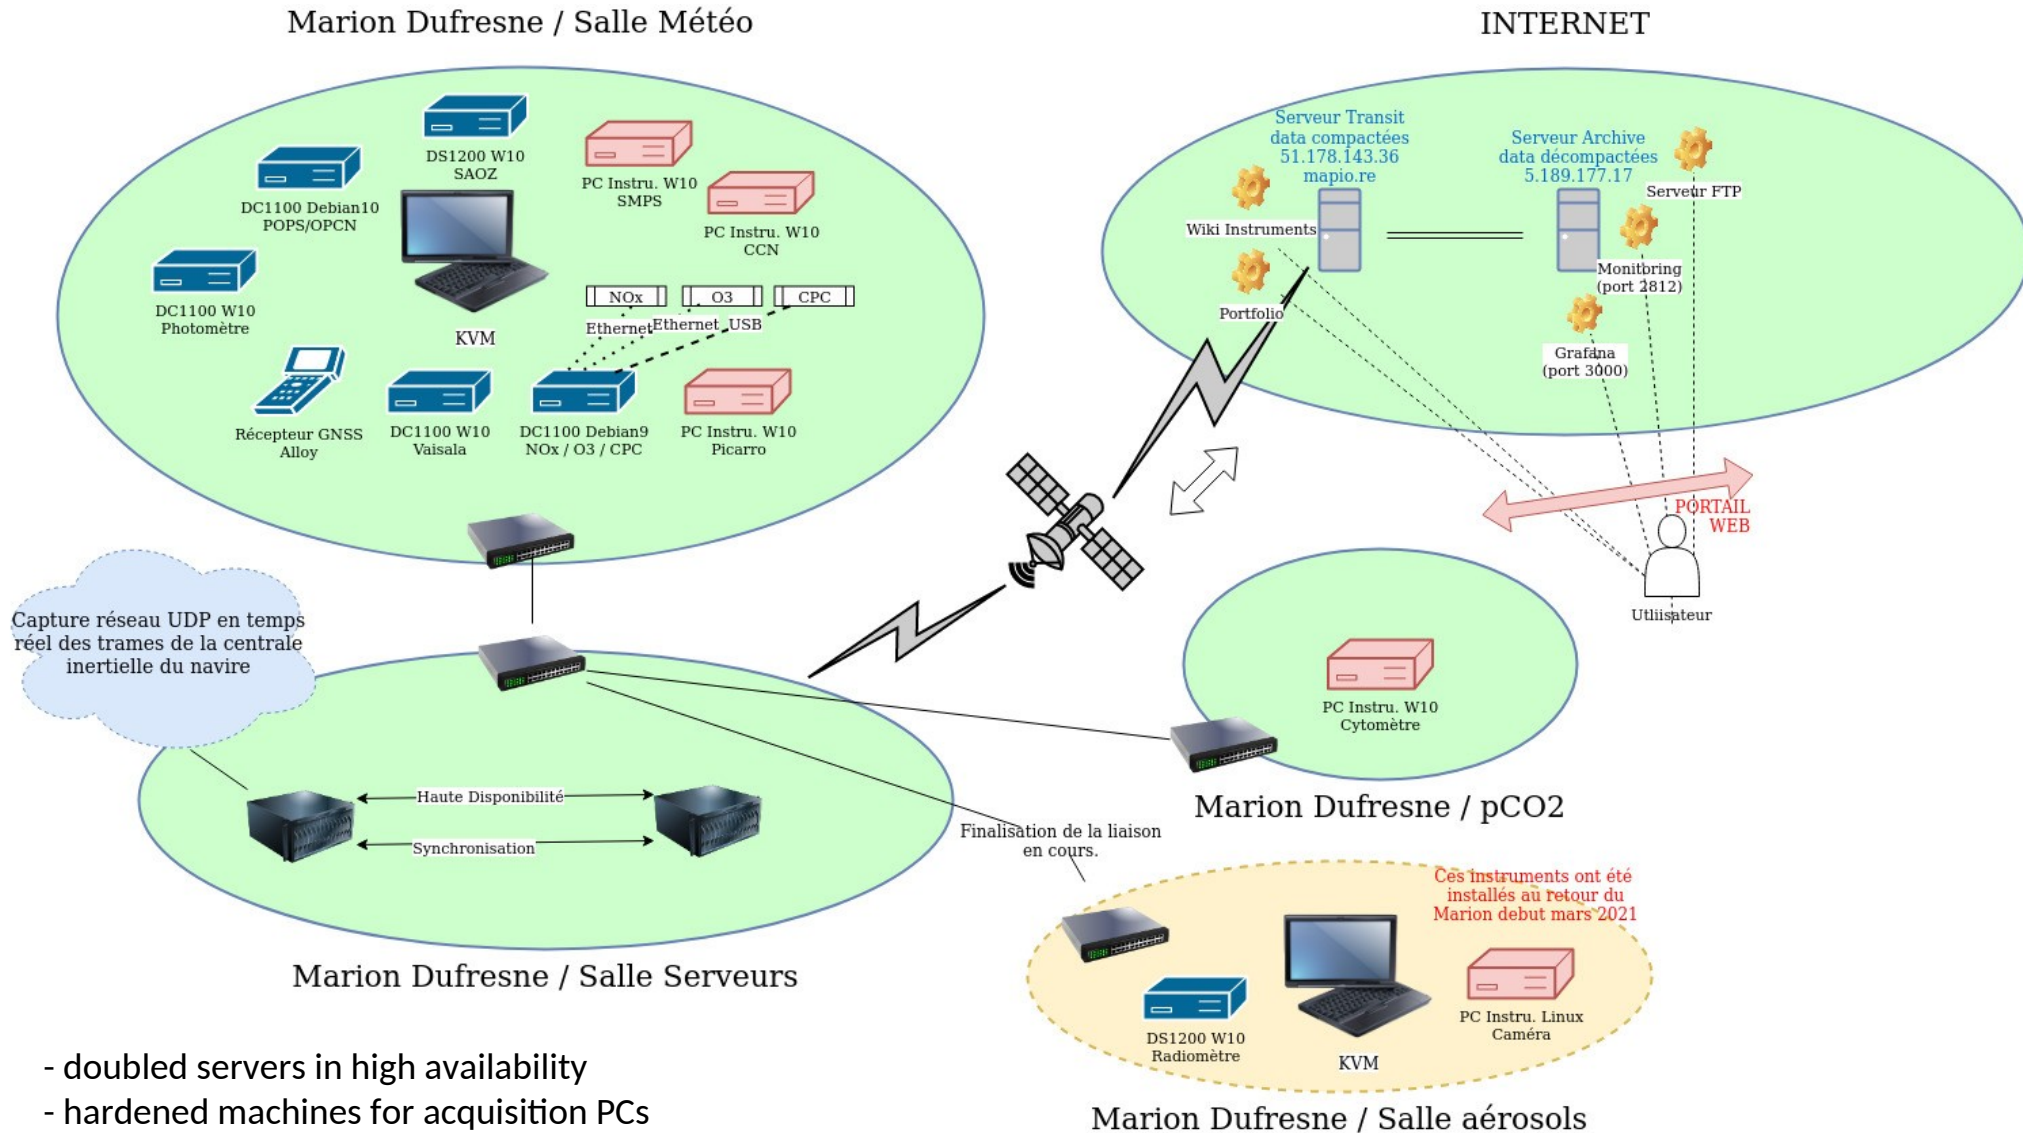 Marion Dufresne / Salle Météo
DS1200 W10
SAOZ
PC Instru. W10
SMPS
DC1100 Debian10
POPS/OPCN
PC Instru. W10
CCN
DC1100 W10
Photomètre
KVM
NOx
O3
CPC
Ethernet
Ethernet
USB
Récepteur GNSS
Alloy
DC1100 W10
Vaisala
DC1100 Debian9
NOx / O3 / CPC
PC Instru. W10
Picarro
INTERNET
Serveur Transit
data compactées
51.178.143.36
mapio.re
Serveur Archive
data décompactées
5.189.177.17
Serveur FTP
Wiki Instruments
Monitoring
(port 2812)
Portfolio
Grafana
(port 3000)
PORTAIL
WEB
Utliisateur
Capture réseau UDP en temps
réel des trames de la centrale
inertielle du navire
Haute Disponibilité
Synchronisation
Marion Dufresne / Salle Serveurs
PC Instru. W10
Cytomètre
Marion Dufresne / pCO2
Finalisation de la liaison
en cours.
Ces instruments ont été
installés au retour du
Marion debut mars 2021
DS1200 W10
Radiomètre
KVM
PC Instru. Linux
Caméra
Marion Dufresne / Salle aérosols
- doubled servers in high availability
- hardened machines for acquisition PCs